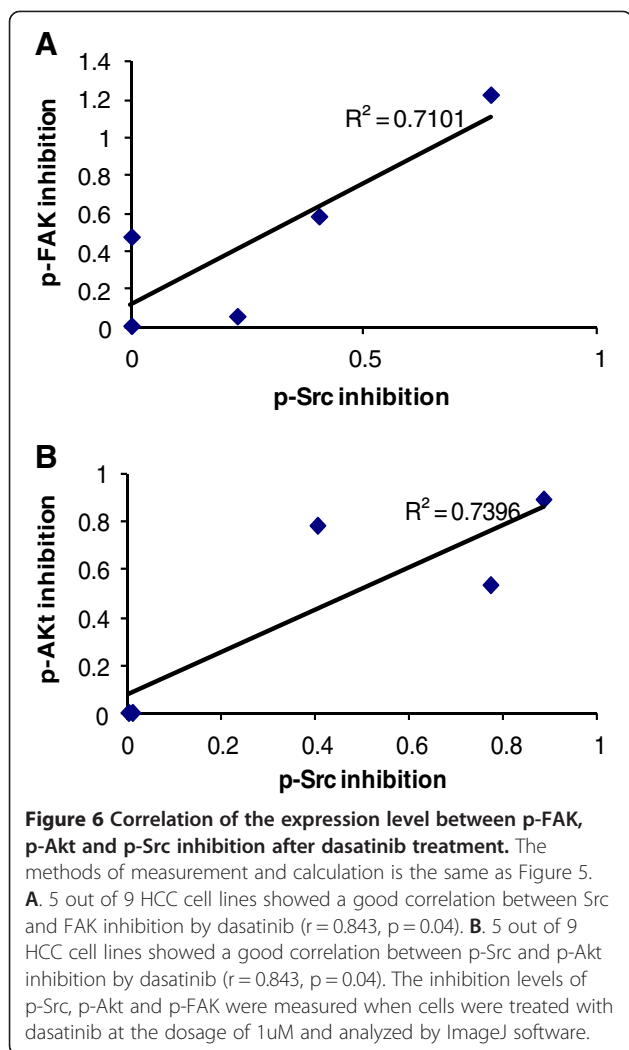 A
1.4
1.2
1
0.8
0.6
0.4
0.2
0
R² = 0.7101
p-FAK inhibition
0 0.5 1
p-Src inhibition
B
1
0.8
0.6
0.4
0.2
0
R² = 0.7396
p-AKt inhibition
0 0.2 0.4 0.6 0.8 1
p-Src inhibition
Figure 6 Correlation of the expression level between p-FAK,
p-Akt and p-Src inhibition after dasatinib treatment. The
methods of measurement and calculation is the same as Figure 5.
A. 5 out of 9 HCC cell lines showed a good correlation between Src
and FAK inhibition by dasatinib (r = 0.843, p = 0.04). B. 5 out of 9
HCC cell lines showed a good correlation between p-Src and p-Akt
inhibition by dasatinib (r = 0.843, p = 0.04). The inhibition levels of
p-Src, p-Akt and p-FAK were measured when cells were treated with
dasatinib at the dosage of 1uM and analyzed by ImageJ software.